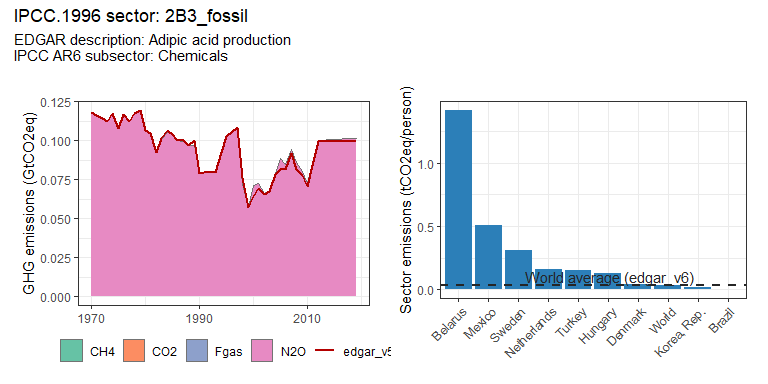 IPCC.1996 sector: 2B3_fossil
EDGAR description: Adipic acid production
IPCC AR6 subsector: Chemicals
GHG emissions (GtCO2eq)
0.125
0.100
0.075
0.050
0.025
0.000
1970
1990
2010
CH4
CO2
Fgas
N2O
edgar_v5
Sector emissions (tCO2eq/person)
1.0
0.5
0.0
World average (edgar_v6)
Belarus
Mexico
Sweden
Netherlands
Turkey
Hungary
Denmark
World
Korea, Rep.
Brazil